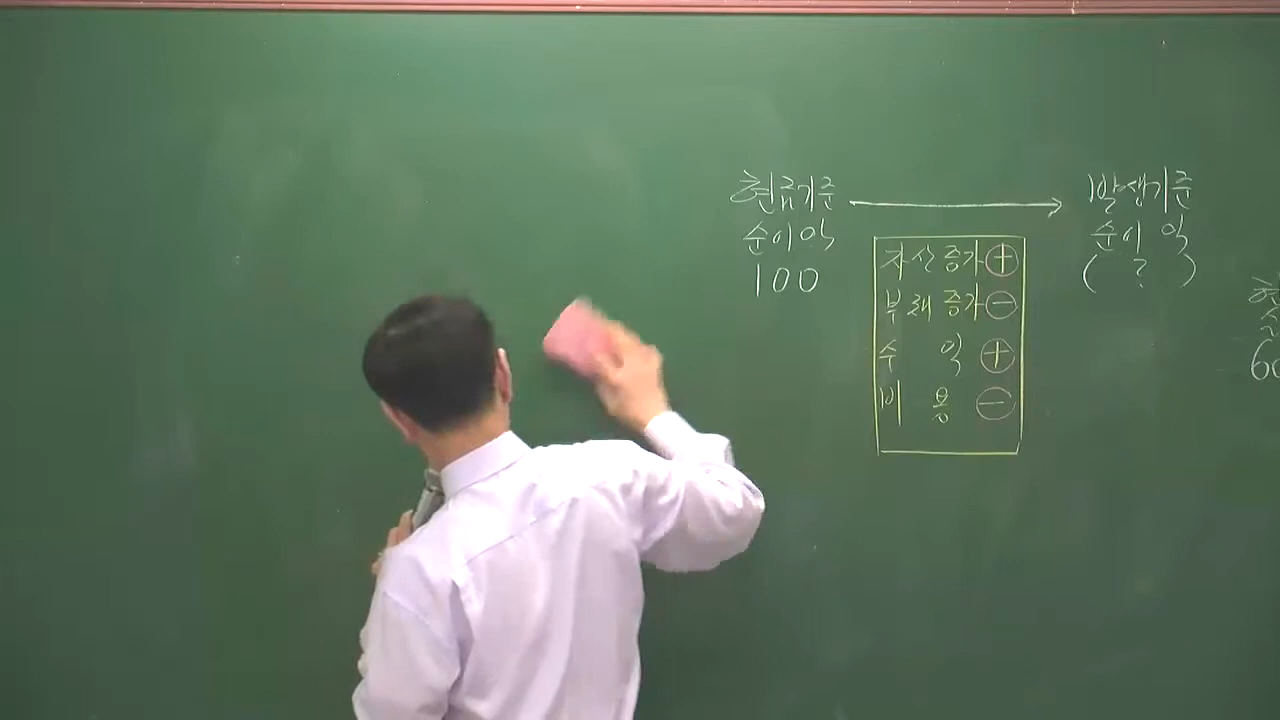 현금기준
순이익
100
자산증가 ⊕
부채증가 ⊖
수 익 ⊕
비 용 ⊖
발생기준
순이익
( ? )